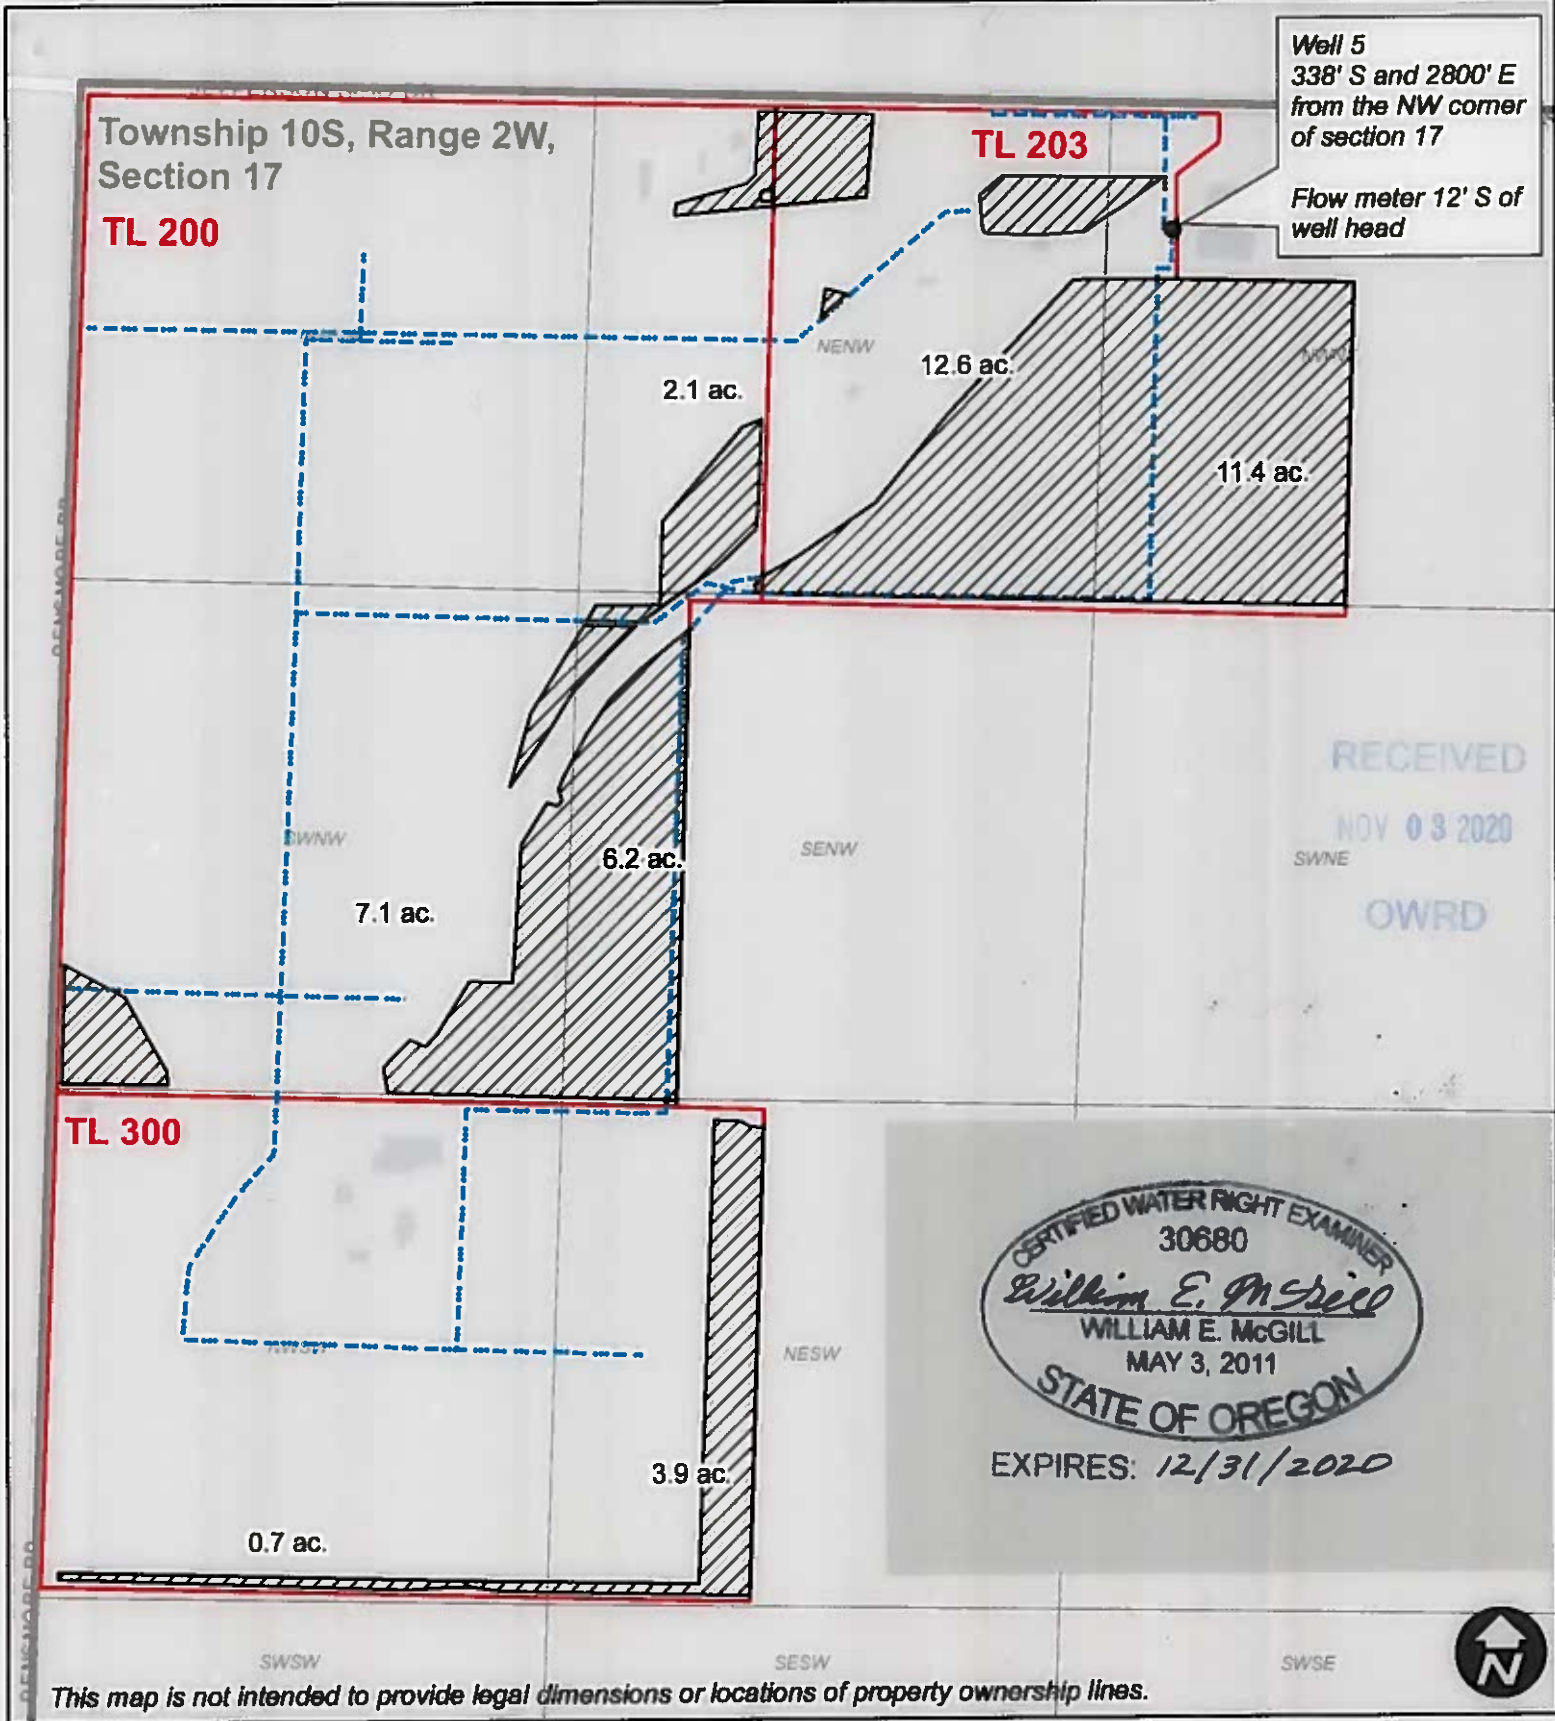 Well 5
338' S and 2800' E
from the NW corner
of section 17
Flow meter 12' S of
well head
Township 10S, Range 2W,
Section 17
TL 203
TL 200
NENW
12.6 ac.
2.1 ac.
11.4 ac.
RECEIVED
NOV 03 2020
OWRD
SWNW
SENW
SWNE
6.2 ac.
7.1 ac.
TL 300
CERTIFIED WATER RIGHT EXAMINER
30680
William E. McGill
WILLIAM E. McGILL
MAY 3, 2011
STATE OF OREGON
EXPIRES: 12/31/2020
NESW
3.9 ac.
0.7 ac.
SWSW
SESW
SWSE
N
This map is not intended to provide legal dimensions or locations of property ownership lines.